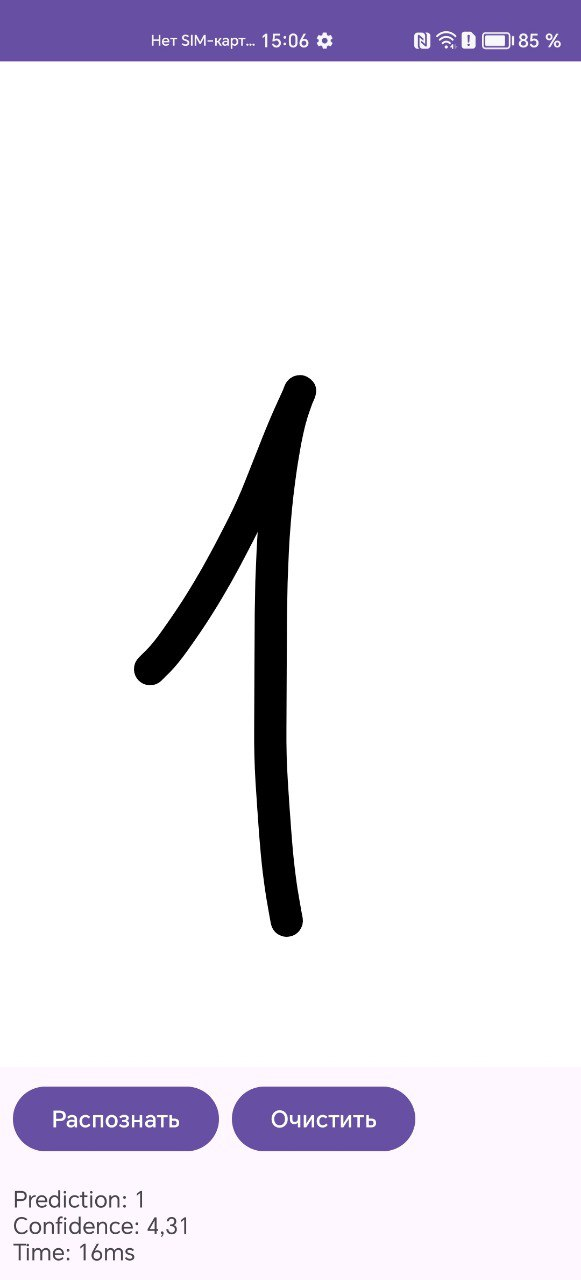 Нет SIM-карт... 15:06 85 %
1
Распознать Очистить
Prediction: 1
Confidence: 4,31
Time: 16ms